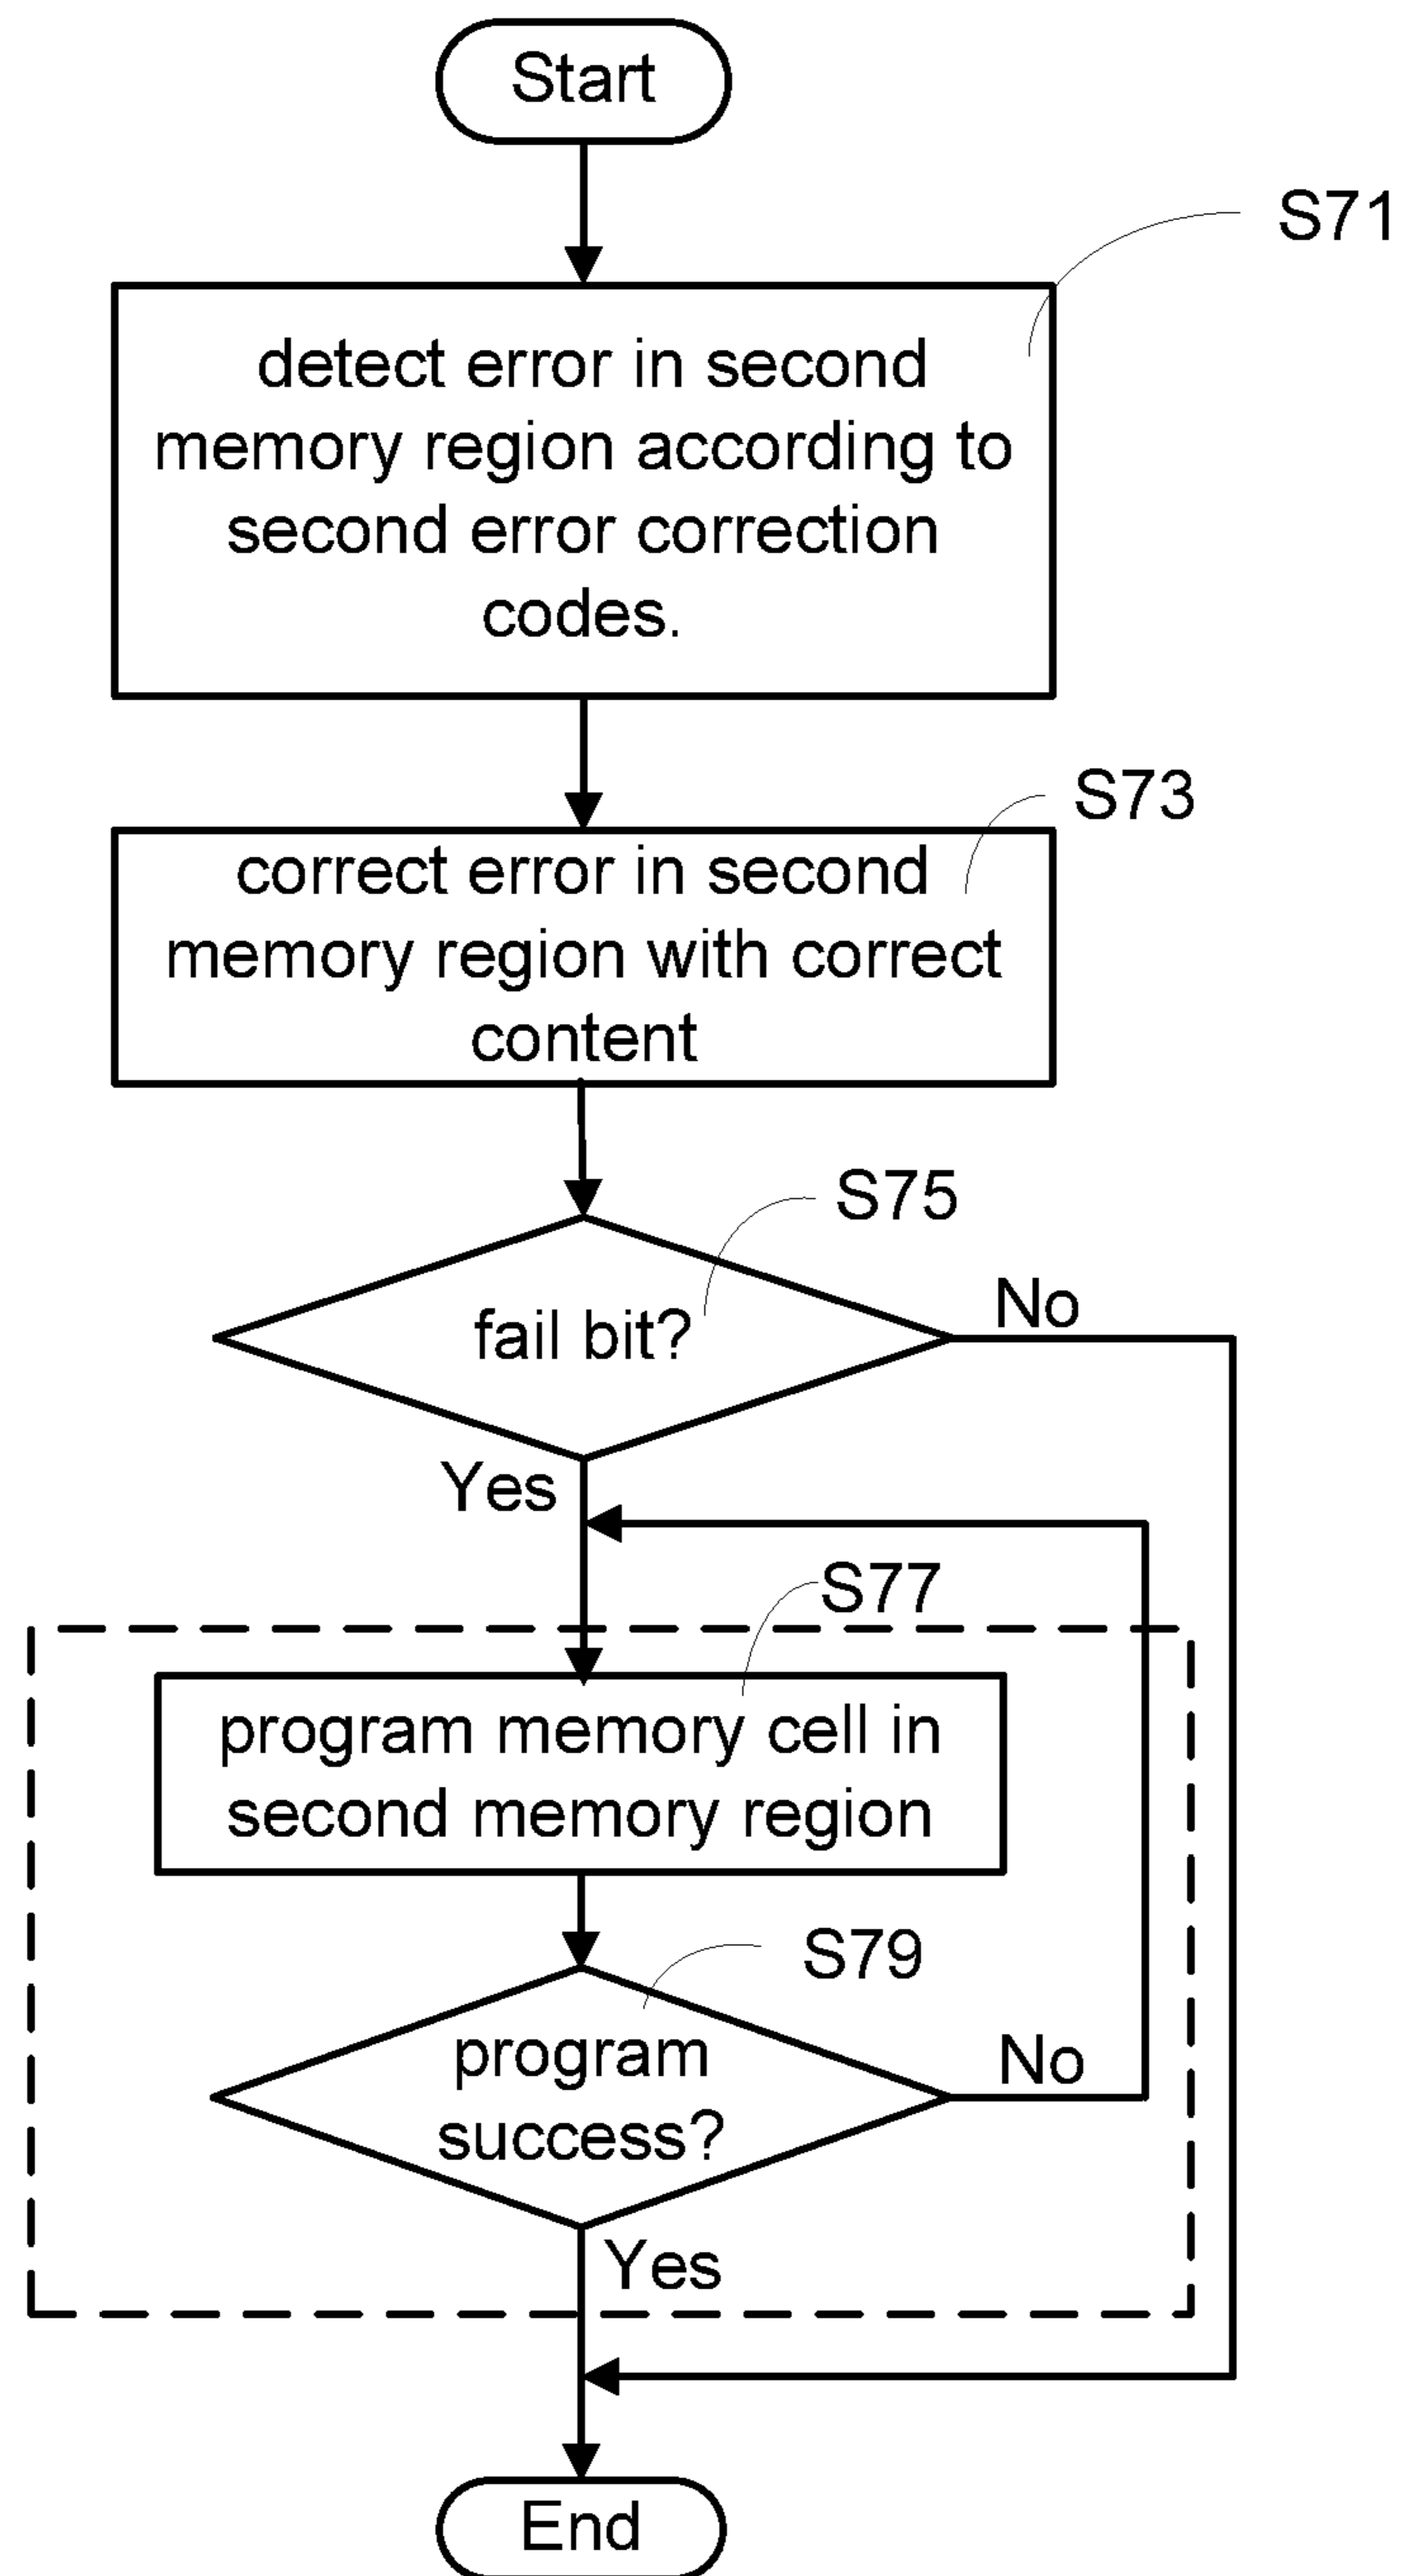 Start
S71
detect error in second
memory region according to
second error correction
codes.
S73
correct error in second
memory region with correct
content
S75
fail bit?
No
Yes
S77
program memory cell in
second memory region
S79
program
success?
No
Yes
End